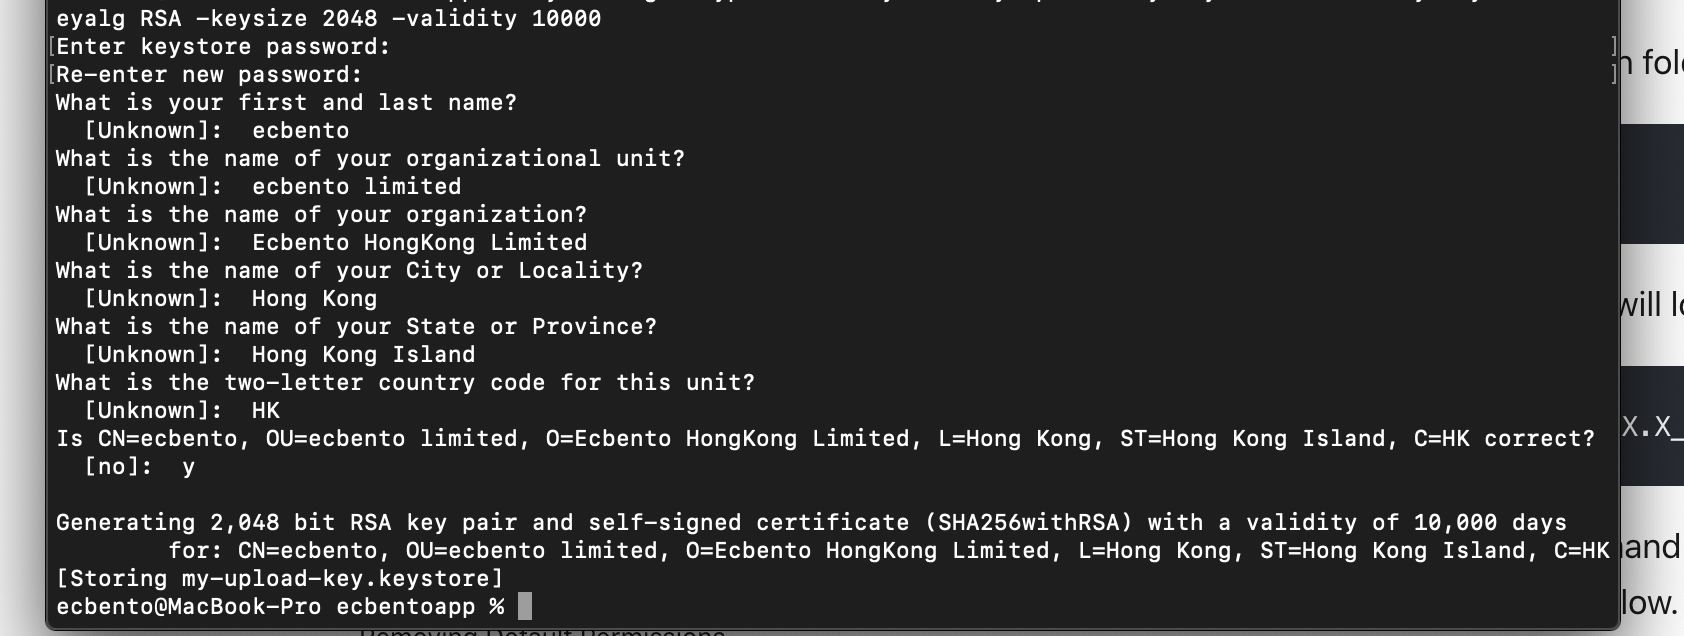 eyalg RSA -keysize 2048 -validity 10000
[Enter keystore password: ]
[Re-enter new password: ]
What is your first and last name?
[Unknown]: ecbento
What is the name of your organizational unit?
[Unknown]: ecbento limited
What is the name of your organization?
[Unknown]: Ecbento HongKong Limited
What is the name of your City or Locality?
[Unknown]: Hong Kong
What is the name of your State or Province?
[Unknown]: Hong Kong Island
What is the two-letter country code for this unit?
[Unknown]: HK
Is CN=ecbento, OU=ecbento limited, O=Ecbento HongKong Limited, L=Hong Kong, ST=Hong Kong Island, C=HK correct?
[no]: y
Generating 2,048 bit RSA key pair and self-signed certificate (SHA256withRSA) with a validity of 10,000 days
for: CN=ecbento, OU=ecbento limited, O=Ecbento HongKong Limited, L=Hong Kong, ST=Hong Kong Island, C=HK
[Storing my-upload-key.keystore]
ecbento@MacBook-Pro ecbentoapp %
Removing Default Permissions
will
x.x_
low.